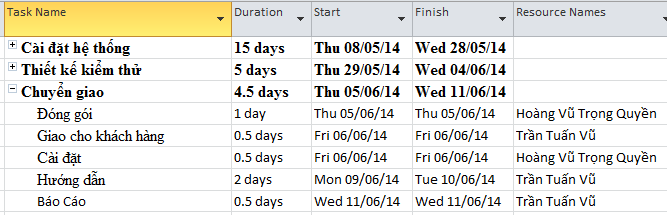 Task Name Duration Start Finish Resource Names
Cài đặt hệ thống 15 days Thu 08/05/14 Wed 28/05/14
Thiết kế kiểm thử 5 days Thu 29/05/14 Wed 04/06/14
Chuyển giao 4.5 days Thu 05/06/14 Wed 11/06/14
Đóng gói 1 day Thu 05/06/14 Thu 05/06/14 Hoàng Vũ Trọng Quyền
Giao cho khách hàng 0.5 days Fri 06/06/14 Fri 06/06/14 Trần Tuấn Vũ
Cài đặt 0.5 days Fri 06/06/14 Fri 06/06/14 Hoàng Vũ Trọng Quyền
Hướng dẫn 2 days Mon 09/06/14 Tue 10/06/14 Trần Tuấn Vũ
Báo Cáo 0.5 days Wed 11/06/14 Wed 11/06/14 Trần Tuấn Vũ